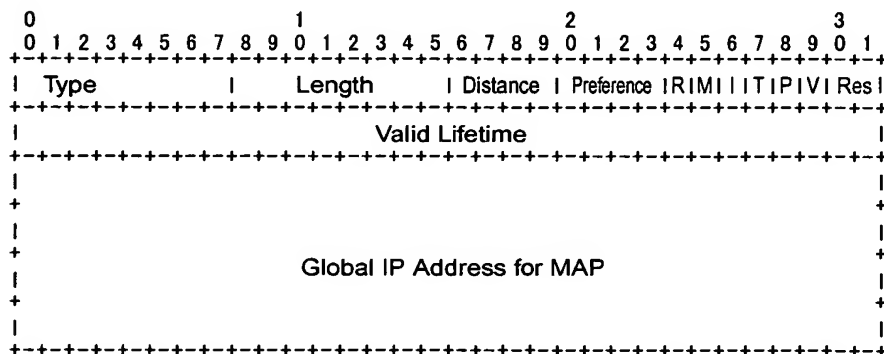 0 1 2 3
0 1 2 3 4 5 6 7 8 9 0 1 2 3 4 5 6 7 8 9 0 1 2 3 4 5 6 7 8 9 0 1
+-+-+-+-+-+-+-+-+-+-+-+-+-+-+-+-+-+-+-+-+-+-+-+-+-+-+-+-+-+-+-+-+
| Type | Length | Distance | Preference |R|M|I|T|P|V| Res|
+-+-+-+-+-+-+-+-+-+-+-+-+-+-+-+-+-+-+-+-+-+-+-+-+-+-+-+-+-+-+-+-+
| Valid Lifetime |
+-+-+-+-+-+-+-+-+-+-+-+-+-+-+-+-+-+-+-+-+-+-+-+-+-+-+-+-+-+-+-+-+
| |
+ +
| |
+ +
| Global IP Address for MAP |
+ +
| |
+-+-+-+-+-+-+-+-+-+-+-+-+-+-+-+-+-+-+-+-+-+-+-+-+-+-+-+-+-+-+-+-+